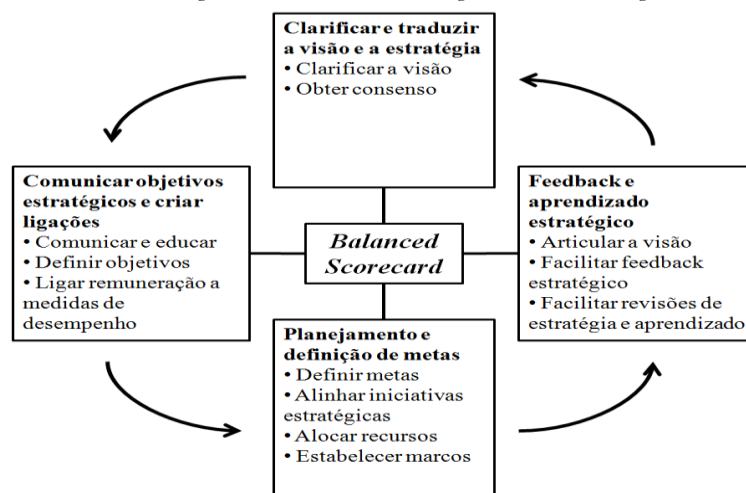 Clarificar e traduzir
a visão e a estratégia
• Clarificar a visão
• Obter consenso
Comunicar objetivos
estratégicos e criar
ligações
• Comunicar e educar
• Definir objetivos
• Ligar remuneração a
medidas de
desempenho
Balanced
Scorecard
Feedback e
aprendizado
estratégico
• Articular a visão
• Facilitar feedback
estratégico
• Facilitar revisões de
estratégia e aprendizado
Planejamento e
definição de metas
• Definir metas
• Alinhar iniciativas
estratégicas
• Alocar recursos
• Estabelecer marcos